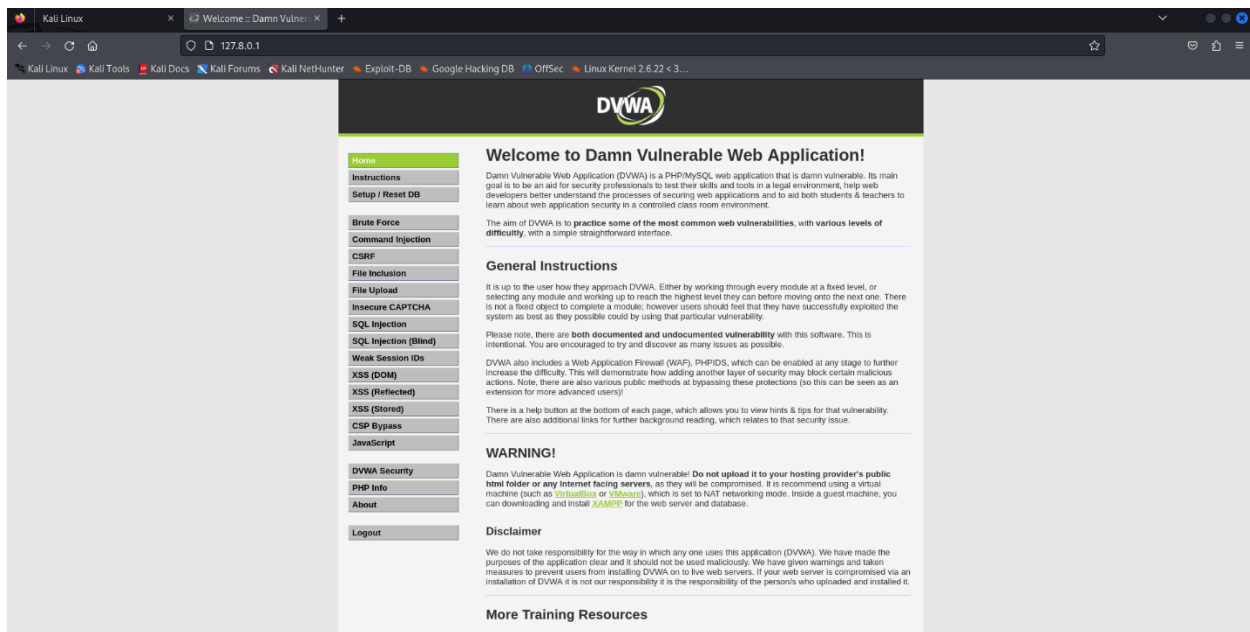 Kali Linux
Welcome :: Damn Vulnera
127.8.0.1
Kali Linux Kali Tools Kali Docs Kali Forums Kali NetHunter Exploit-DB Google Hacking DB OffSec Linux Kernel 2.6.22 < 3...
DVWA
Home
Instructions
Setup / Reset DB
Brute Force
Command Injection
CSRF
File Inclusion
File Upload
Insecure CAPTCHA
SQL Injection
SQL Injection (Blind)
Weak Session IDs
XSS (DOM)
XSS (Reflected)
XSS (Stored)
CSP Bypass
JavaScript
DVWA Security
PHP Info
About
Logout
Welcome to Damn Vulnerable Web Application!
Damn Vulnerable Web Application (DVWA) is a PHP/MySQL web application that is damn vulnerable. Its main
goal is to be an aid for security professionals to test their skills and tools in a legal environment, help web
developers better understand the processes of securing web applications and to aid both students & teachers to
learn about web application security in a controlled class room environment.
The aim of DVWA is to practice some of the most common web vulnerabilities, with various levels of
difficultly, with a simple straightforward interface.
General Instructions
It is up to the user how they approach DVWA. Either by working through every module at a fixed level, or
selecting any module and working up to reach the highest level they can before moving onto the next one. There
is not a fixed object to complete a module; however users should feel that they have successfully exploited the
system as best as they possible could by using that particular vulnerability.
Please note, there are both documented and undocumented vulnerability with this software. This is
intentional. You are encouraged to try and discover as many issues as possible.
DVWA also includes a Web Application Firewall (WAF), PHPIDS, which can be enabled at any stage to further
increase the difficulty. This will demonstrate how adding another layer of security may block certain malicious
actions. Note, there are also various public methods at bypassing these protections (so this can be seen as an
extension for more advanced users)!
There is a help button at the bottom of each page, which allows you to view hints & tips for that vulnerability.
There are also additional links for further background reading, which relates to that security issue.
WARNING!
Damn Vulnerable Web Application is damn vulnerable! Do not upload it to your hosting provider's public
html folder or any Internet facing servers, as they will be compromised. It is recommend using a virtual
machine (such as VirtualBox or VMware), which is set to NAT networking mode. Inside a guest machine, you
can downloading and install XAMPP for the web server and database.
Disclaimer
We do not take responsibility for the way in which any one uses this application (DVWA). We have made the
purposes of the application clear and it should not be used maliciously. We have given warnings and taken
measures to prevent users from installing DVWA on to live web servers. If your web server is compromised via an
installation of DVWA it is not our responsibility it is the responsibility of the person/s who uploaded and installed it.
More Training Resources